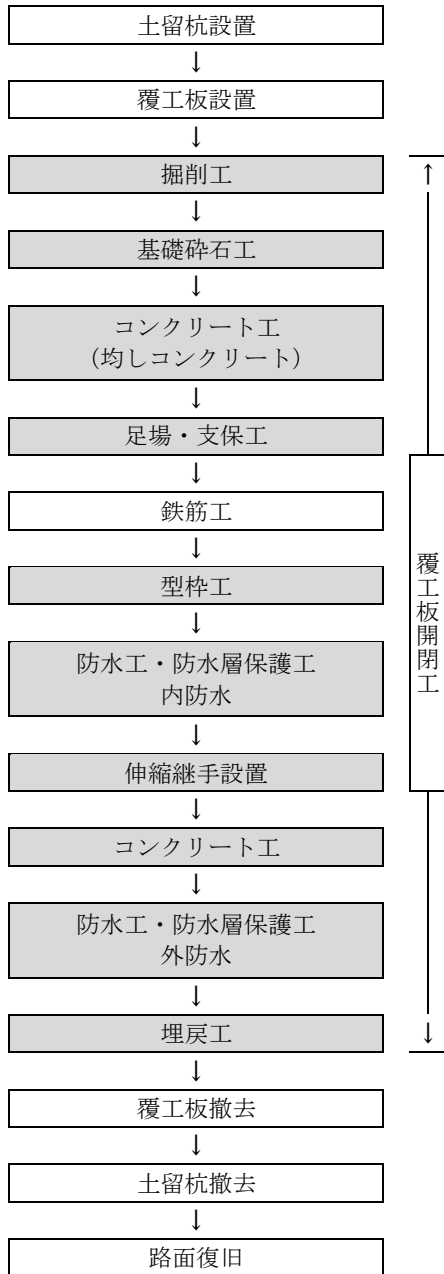 土留杭設置
↓
覆工板設置
↓
掘削工
↓
基礎砕石工
↓
コンクリート工
（均しコンクリート）
↓
足場・支保工
↓
鉄筋工
↓
型枠工
↓
防水工・防水層保護工
内防水
↓
伸縮継手設置
↓
コンクリート工
↓
防水工・防水層保護工
外防水
↓
埋戻工
↓
覆工板撤去
↓
土留杭撤去
↓
路面復旧
↑
覆工板開閉工
↓